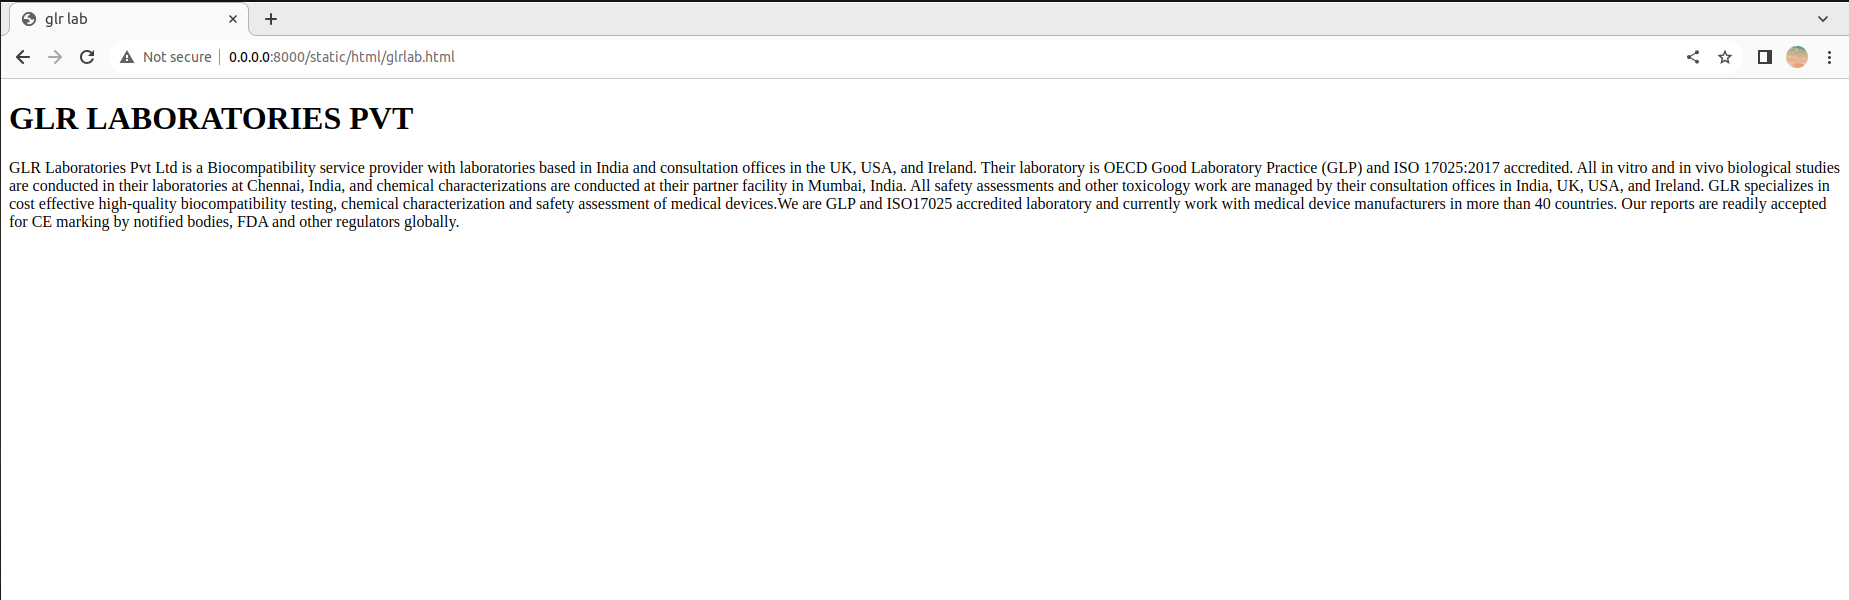 glr lab
Not secure 0.0.0.0:8000/static/html/glrlab.html
GLR LABORATORIES PVT
GLR Laboratories Pvt Ltd is a Biocompatibility service provider with laboratories based in India and consultation offices in the UK, USA, and Ireland. Their laboratory is OECD Good Laboratory Practice (GLP) and ISO 17025:2017 accredited. All in vitro and in vivo biological studies
are conducted in their laboratories at Chennai, India, and chemical characterizations are conducted at their partner facility in Mumbai, India. All safety assessments and other toxicology work are managed by their consultation offices in India, UK, USA, and Ireland. GLR specializes in
cost effective high-quality biocompatibility testing, chemical characterization and safety assessment of medical devices.We are GLP and ISO17025 accredited laboratory and currently work with medical device manufacturers in more than 40 countries. Our reports are readily accepted
for CE marking by notified bodies, FDA and other regulators globally.